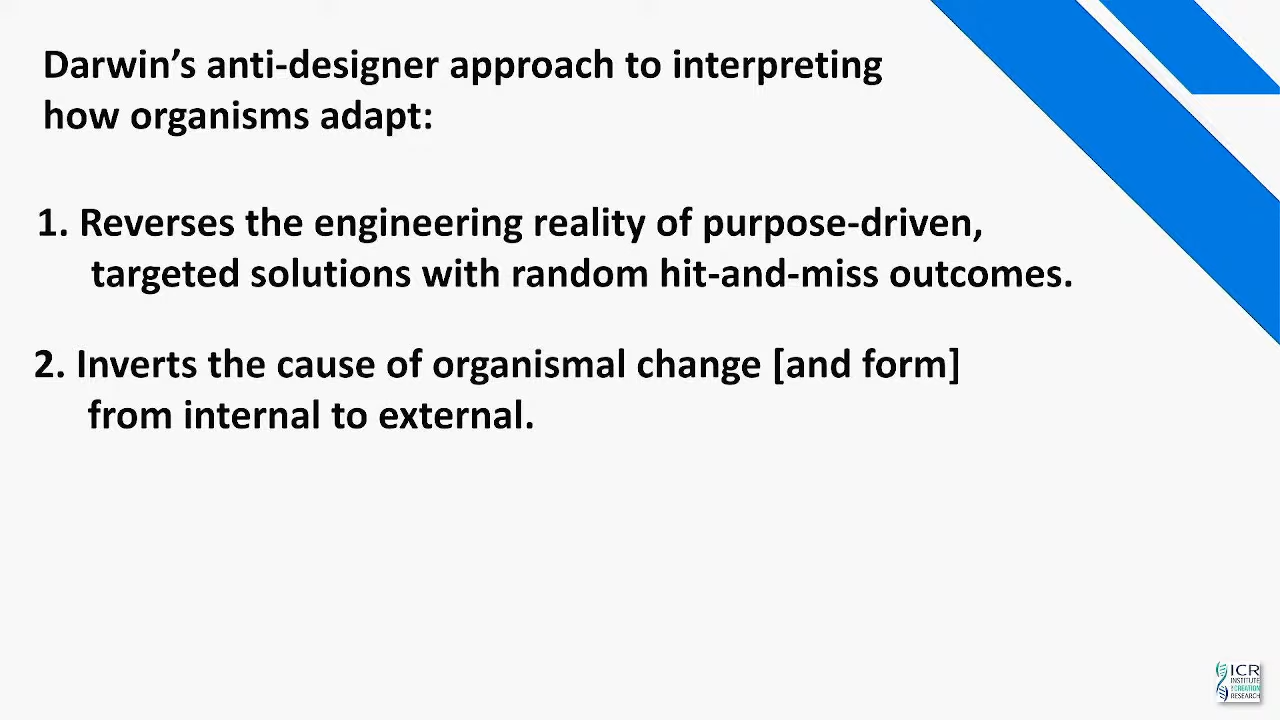 Darwin’s anti-designer approach to interpreting
how organisms adapt:
1. Reverses the engineering reality of purpose-driven,
targeted solutions with random hit-and-miss outcomes.
2. Inverts the cause of organismal change [and form]
from internal to external.
ICR
INSTITUTE
for CREATION
RESEARCH